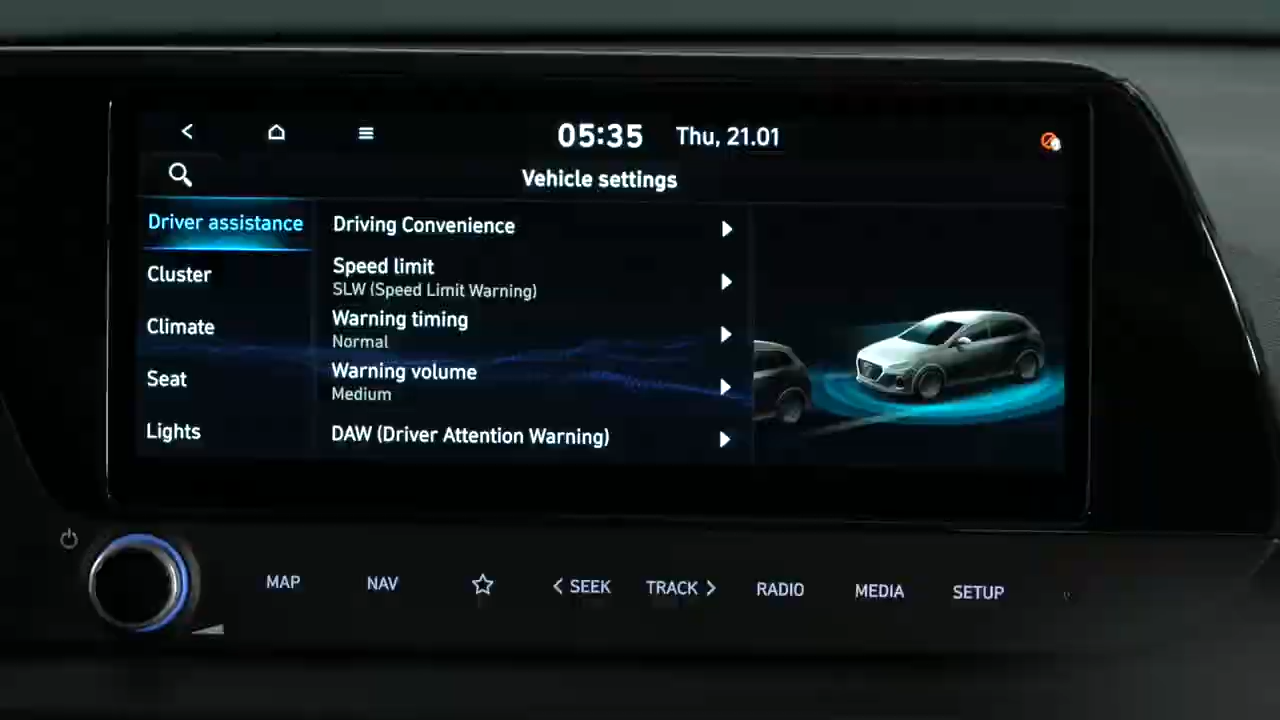 05:35 Thu, 21.01
Vehicle settings
Driver assistance
Cluster
Climate
Seat
Lights
Driving Convenience
Speed limit
SLW (Speed Limit Warning)
Warning timing
Normal
Warning volume
Medium
DAW (Driver Attention Warning)
MAP NAV SEEK TRACK RADIO MEDIA SETUP